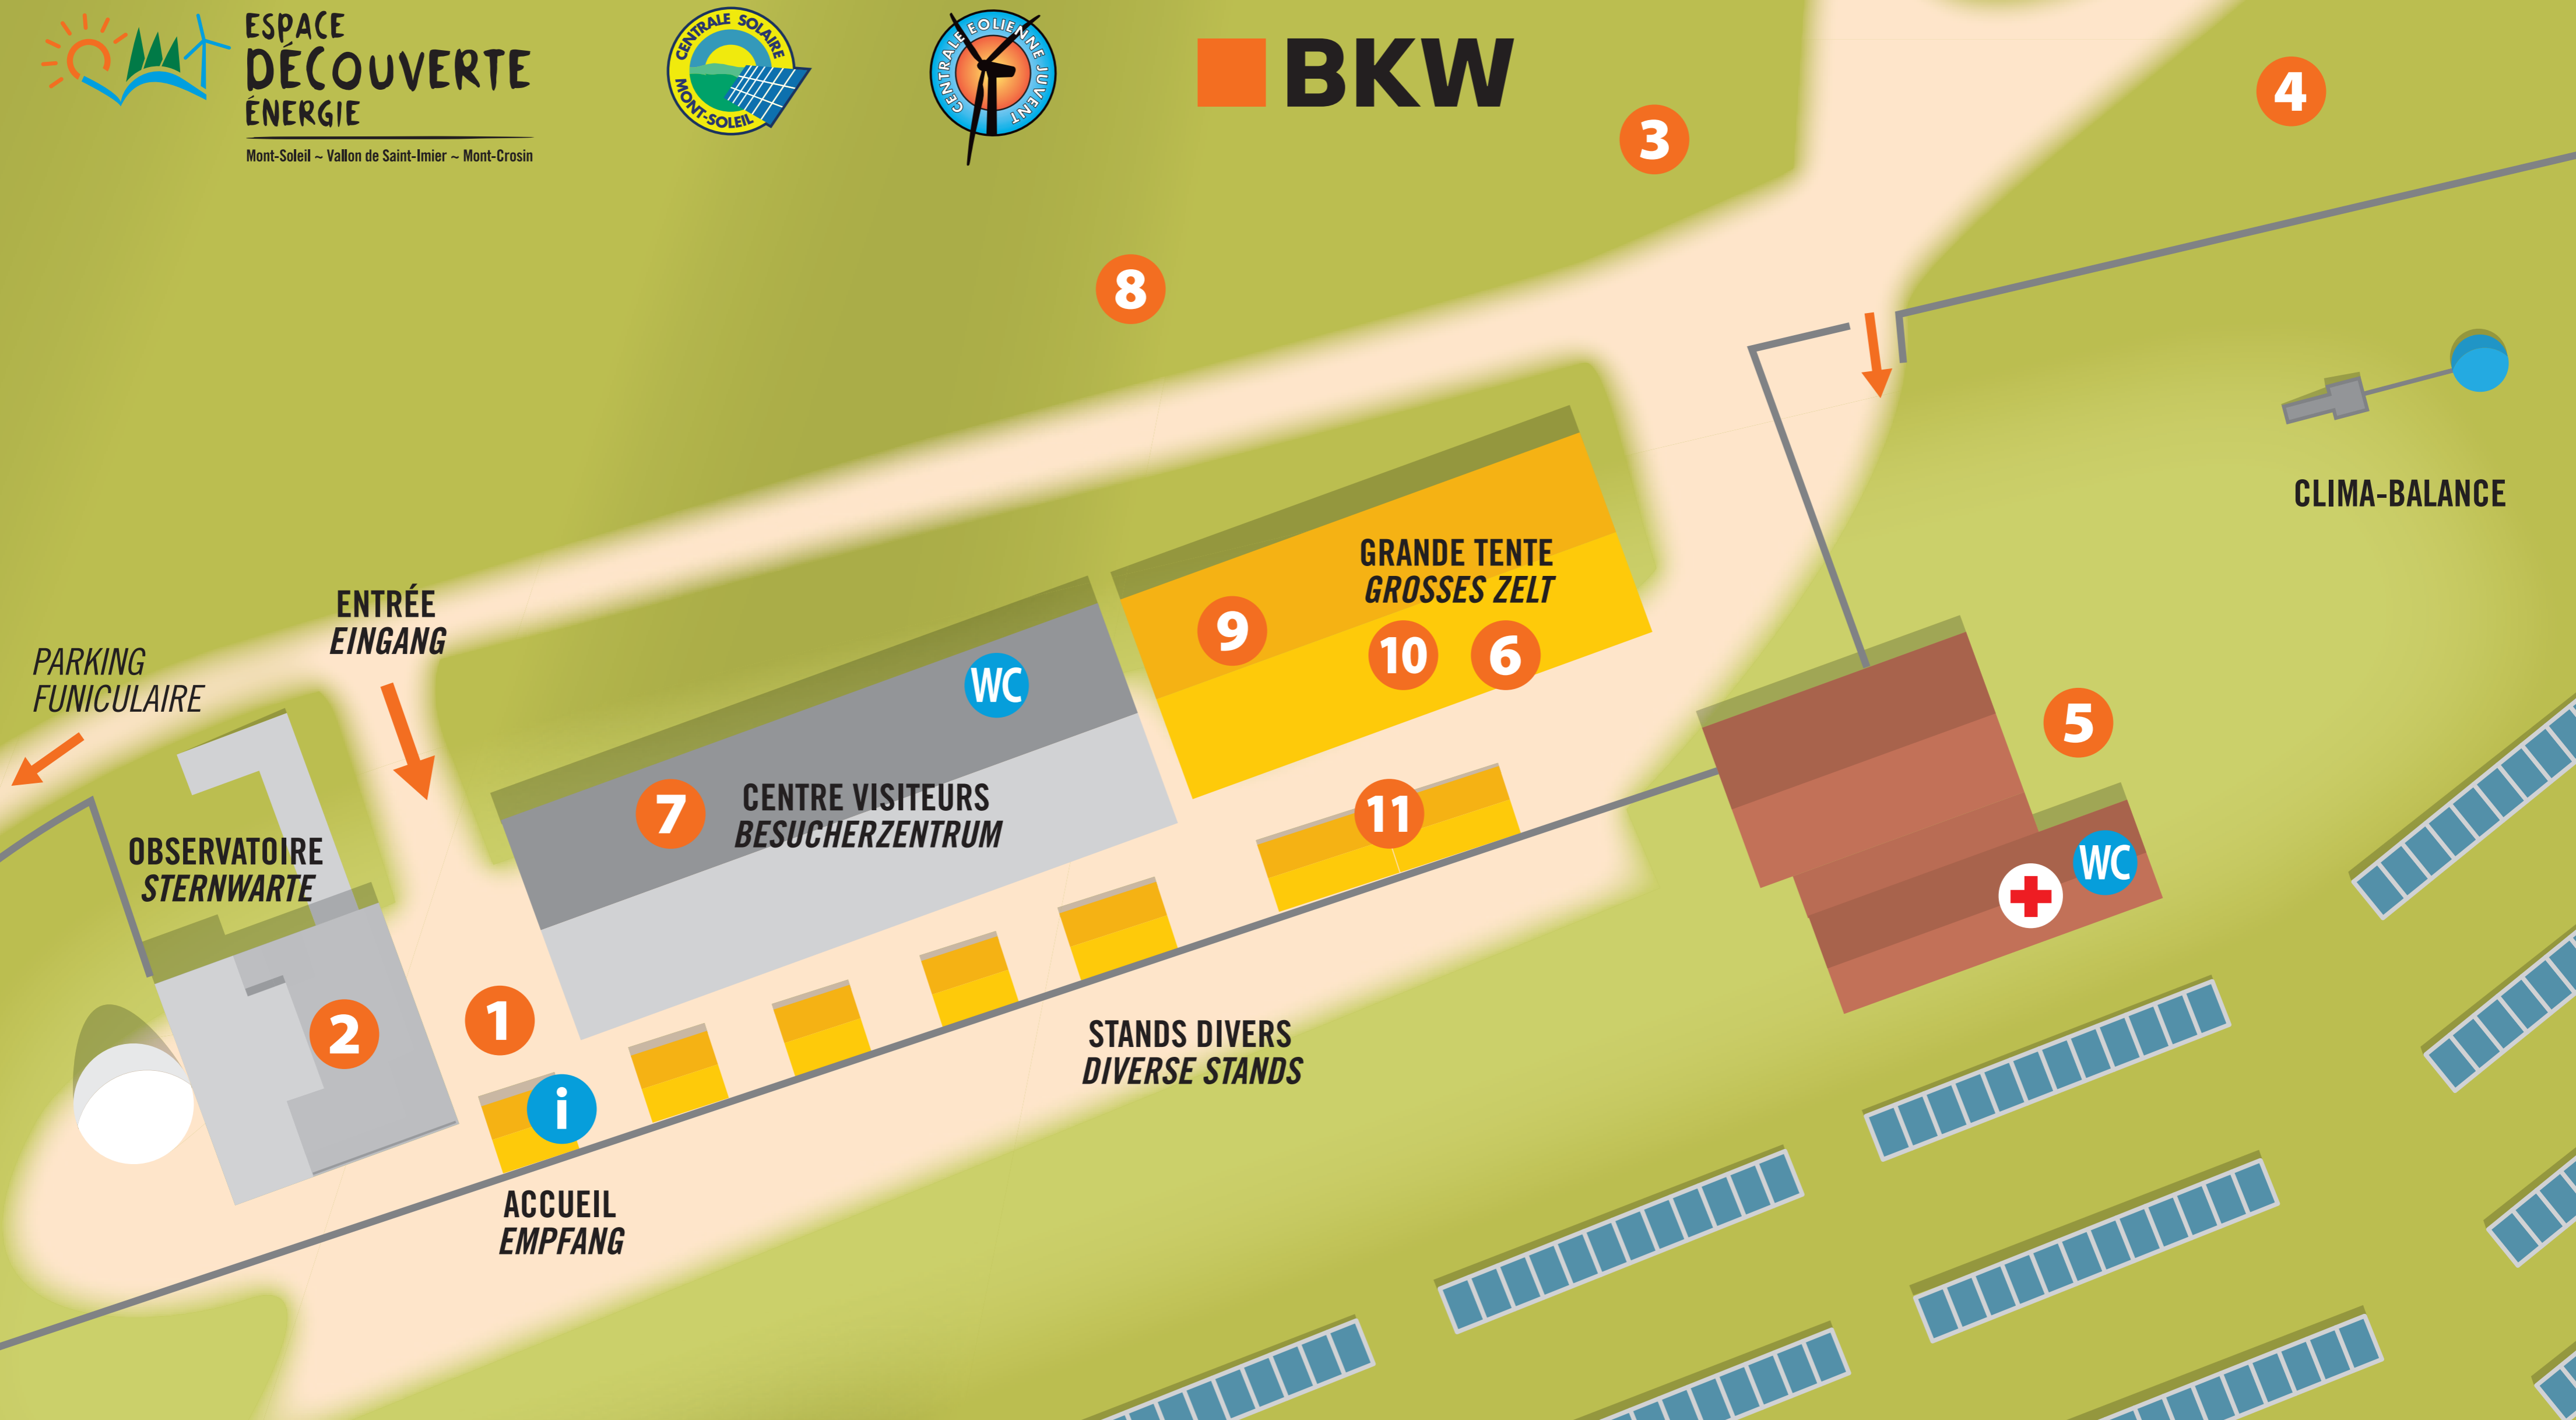 ESPACE
DÉCOUVERTE
ÉNERGIE
Mont-Soleil ~ Vallon de Saint-Imier ~ Mont-Crosin
CENTRALE SOLAIRE
MONT-SOLEIL
CENTRALE EOLIENNE JUVENT
BKW
3
4
8
CLIMA-BALANCE
GRANDE TENTE
GROSSES ZELT
9
10
6
ENTRÉE
EINGANG
PARKING
FUNICULAIRE
WC
7
CENTRE VISITEURS
BESUCHERZENTRUM
11
5
WC
OBSERVATOIRE
STERNWARTE
2
1
i
STANDS DIVERS
DIVERSE STANDS
ACCUEIL
EMPFANG